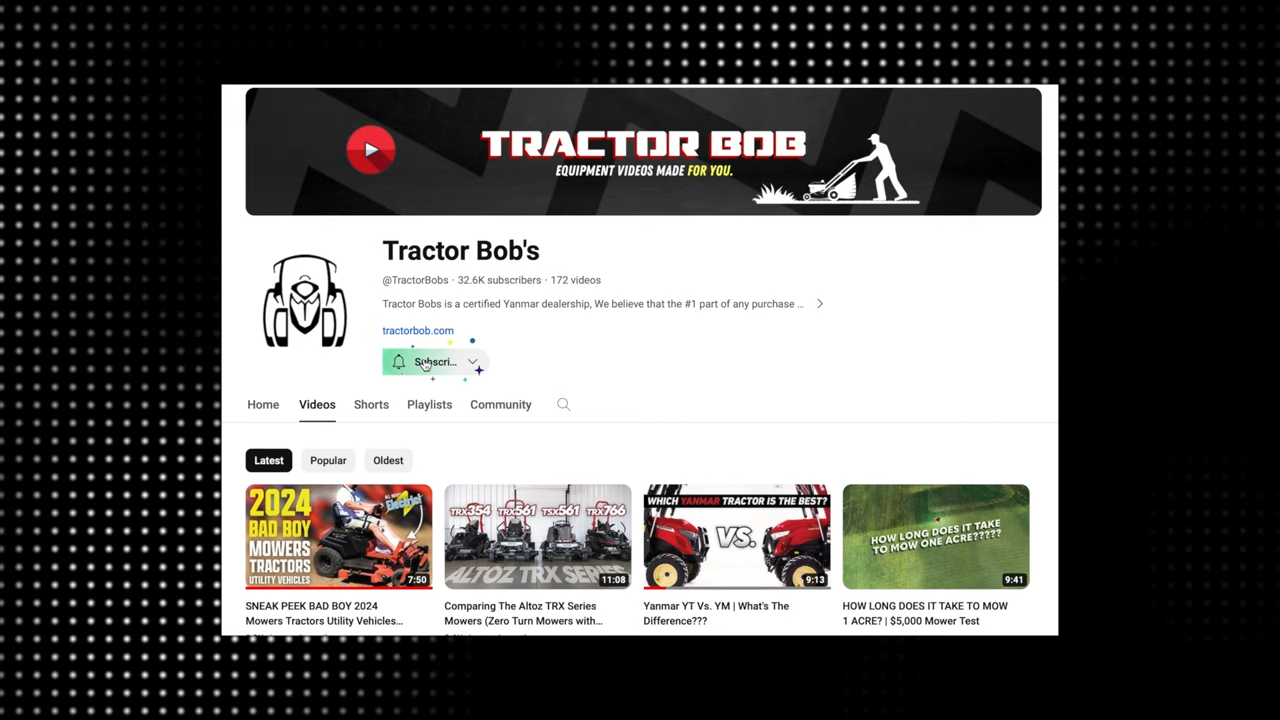 TRACTOR BOB
EQUIPMENT VIDEOS MADE FOR YOU.
Tractor Bob's
@TractorBobs · 32.6K subscribers · 172 videos
Tractor Bobs is a certified Yanmar dealership, We believe that the #1 part of any purchase ...
tractorbob.com
Subscri...
Home Videos Shorts Playlists Community
Latest Popular Oldest
2024
BAD BOY
MOWERS
TRACTORS
UTILITY VEHICLES
Electric!
7:50
TRX354 TRX561 TSX561 TRX766
ALTOZ TRX SERIES
11:08
WHICH YANMAR TRACTOR IS THE BEST?
VS.
9:13
HOW LONG DOES IT TAKE
TO MOW ONE ACRE?????
9:41
SNEAK PEEK BAD BOY 2024
Mowers Tractors Utility Vehicles...
Comparing The Altoz TRX Series
Mowers (Zero Turn Mowers with...
Yanmar YT Vs. YM | What's The
Difference???
HOW LONG DOES IT TAKE TO MOW
1 ACRE? | $5,000 Mower Test